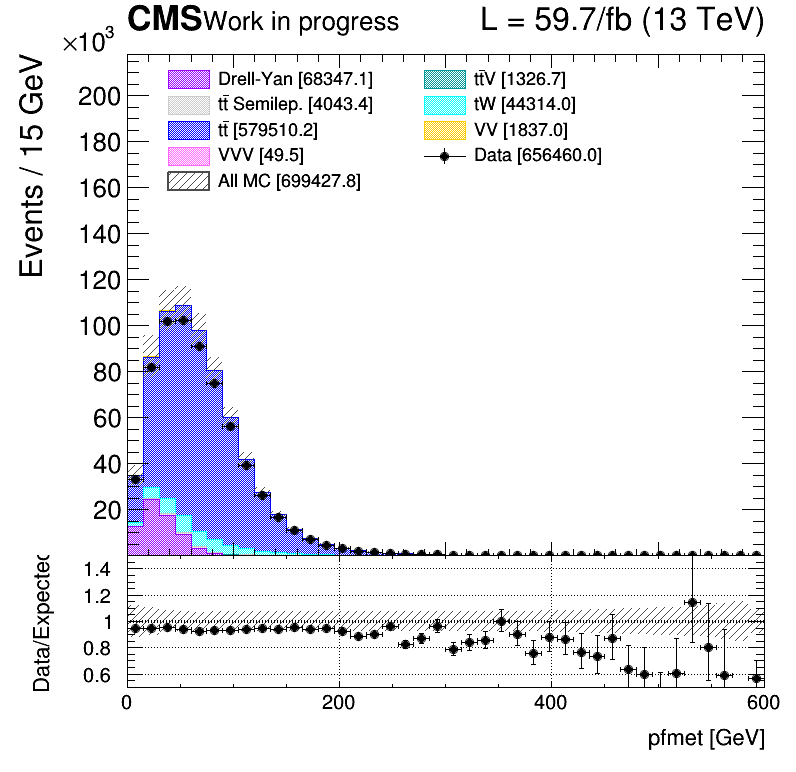 CMS Work in progress L = 59.7/fb (13 TeV)
×10³
Events / 15 GeV
Drell-Yan [68347.1]
tt̄ Semilep. [4043.4]
tt̄ [579510.2]
VVV [49.5]
All MC [699427.8]
tt̄V [1326.7]
tW [44314.0]
VV [1837.0]
Data [656460.0]
200
180
160
140
120
100
80
60
40
20
Data/Expected
1.4
1.2
1
0.8
0.6
0 200 400 600
pfmet [GeV]